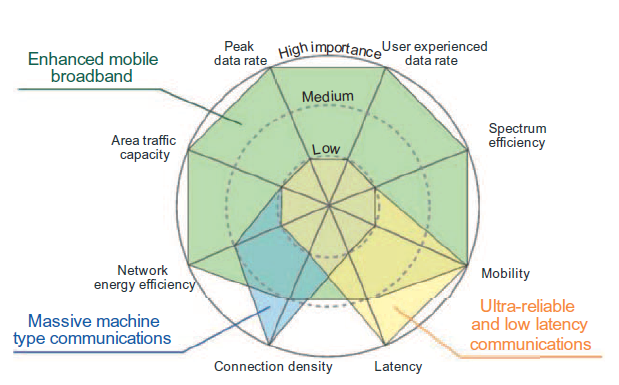 Peak
data rate
High importance
User experienced
data rate
Enhanced mobile
broadband
Medium
Area traffic
capacity
Low
Spectrum
efficiency
Network
energy efficiency
Mobility
Massive machine
type communications
Ultra-reliable
and low latency
communications
Connection density
Latency